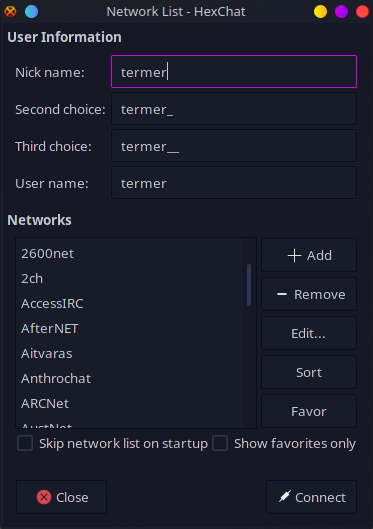 Network List - HexChat
User Information
Nick name: termer
Second choice: termer_
Third choice: termer__
User name: termer
Networks
2600net
2ch
AccessIRC
AfterNET
Aitvaras
Anthrochat
ARCNet
AustNet
Add
Remove
Edit...
Sort
Favor
Skip network list on startup Show favorites only
Close Connect